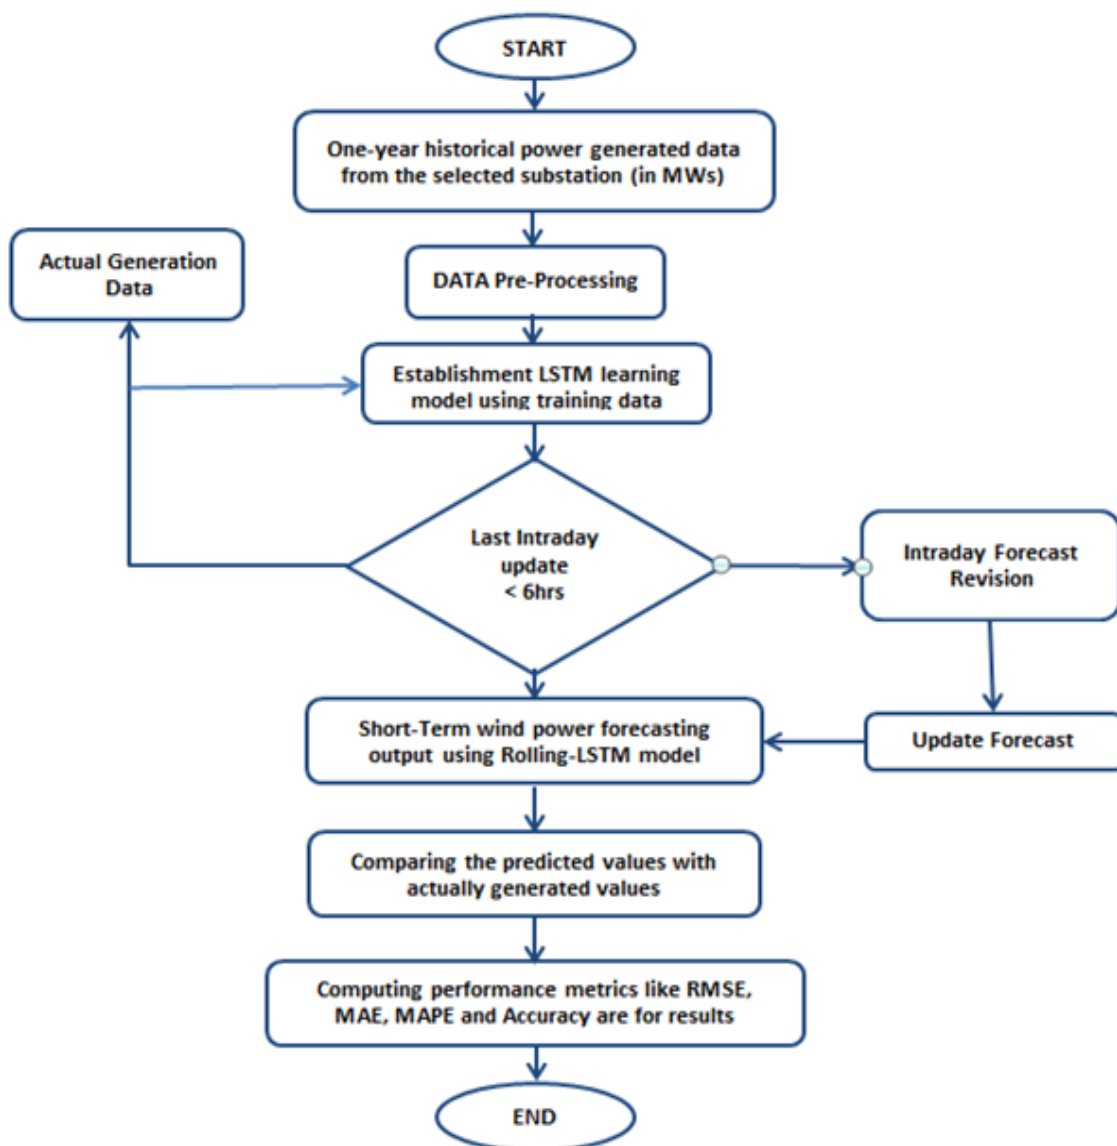 START
One-year historical power generated data
from the selected substation (in MWs)
Actual Generation
Data
DATA Pre-Processing
Establishment LSTM learning
model using training data
Last Intraday
update
< 6hrs
Intraday Forecast
Revision
Short-Term wind power forecasting
output using Rolling-LSTM model
Update Forecast
Comparing the predicted values with
actually generated values
Computing performance metrics like RMSE,
MAE, MAPE and Accuracy are for results
END